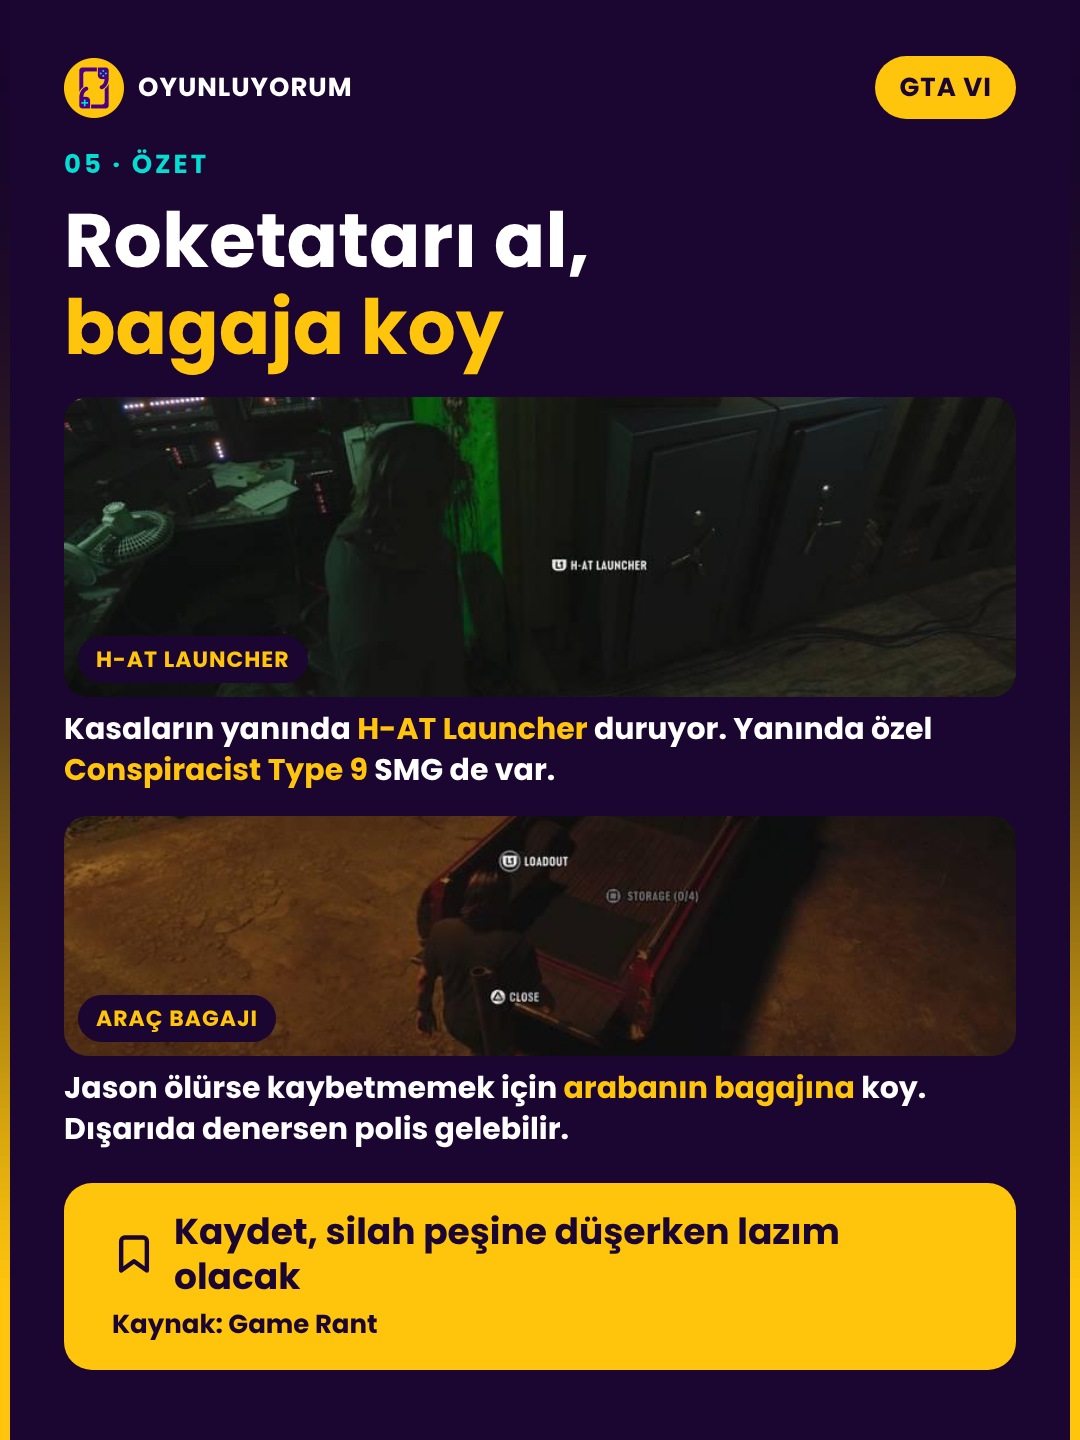 OYUNLUYORUM
GTA VI
05 · ÖZET
Roketatarı al,
bagaja koy
L1 H-AT LAUNCHER
H-AT LAUNCHER
Kasaların yanında H-AT Launcher duruyor. Yanında özel
Conspiracist Type 9 SMG de var.
L1 LOADOUT
STORAGE (0/4)
CLOSE
ARAÇ BAGAJI
Jason ölürse kaybetmemek için arabanın bagajına koy.
Dışarıda denersen polis gelebilir.
Kaydet, silah peşine düşerken lazım
olacak
Kaynak: Game Rant